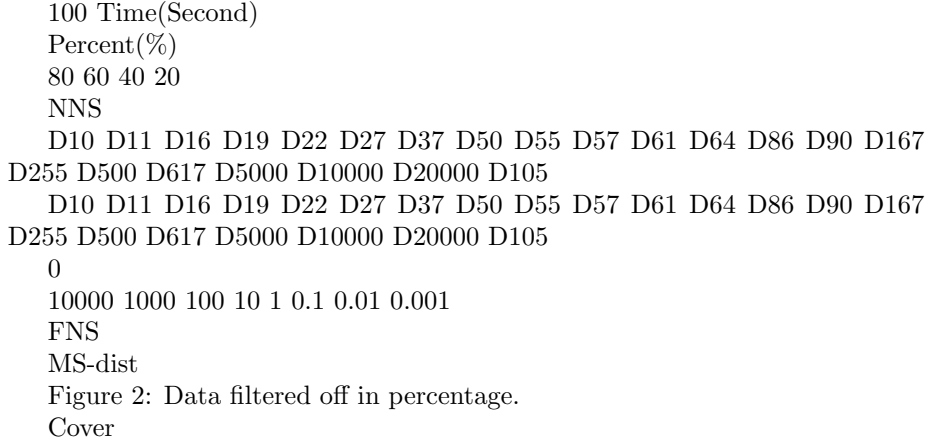 100 Time(Second)
Percent(%)
80 60 40 20
NNS
D10 D11 D16 D19 D22 D27 D37 D50 D55 D57 D61 D64 D86 D90 D167
D255 D500 D617 D5000 D10000 D20000 D105
D10 D11 D16 D19 D22 D27 D37 D50 D55 D57 D61 D64 D86 D90 D167
D255 D500 D617 D5000 D10000 D20000 D105
0
10000 1000 100 10 1 0.1 0.01 0.001
FNS
MS-dist
Figure 2: Data filtered off in percentage.
Cover